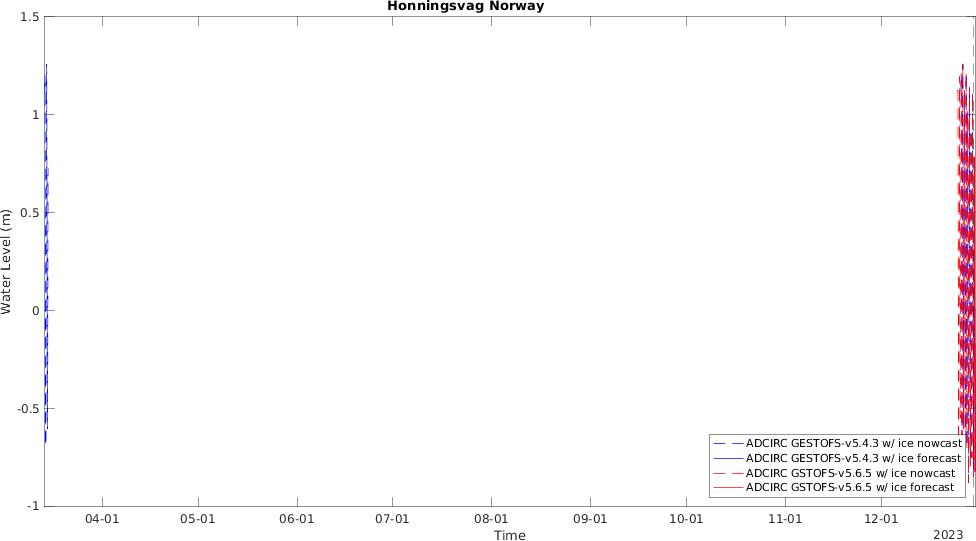 Honningsvag Norway
1.5
1
0.5
0
-0.5
-1
Water Level (m)
04-01 05-01 06-01 07-01 08-01 09-01 10-01 11-01 12-01
2023
Time
ADCIRC GESTOFS-v5.4.3 w/ ice nowcast
ADCIRC GESTOFS-v5.4.3 w/ ice forecast
ADCIRC GSTOFS-v5.6.5 w/ ice nowcast
ADCIRC GSTOFS-v5.6.5 w/ ice forecast